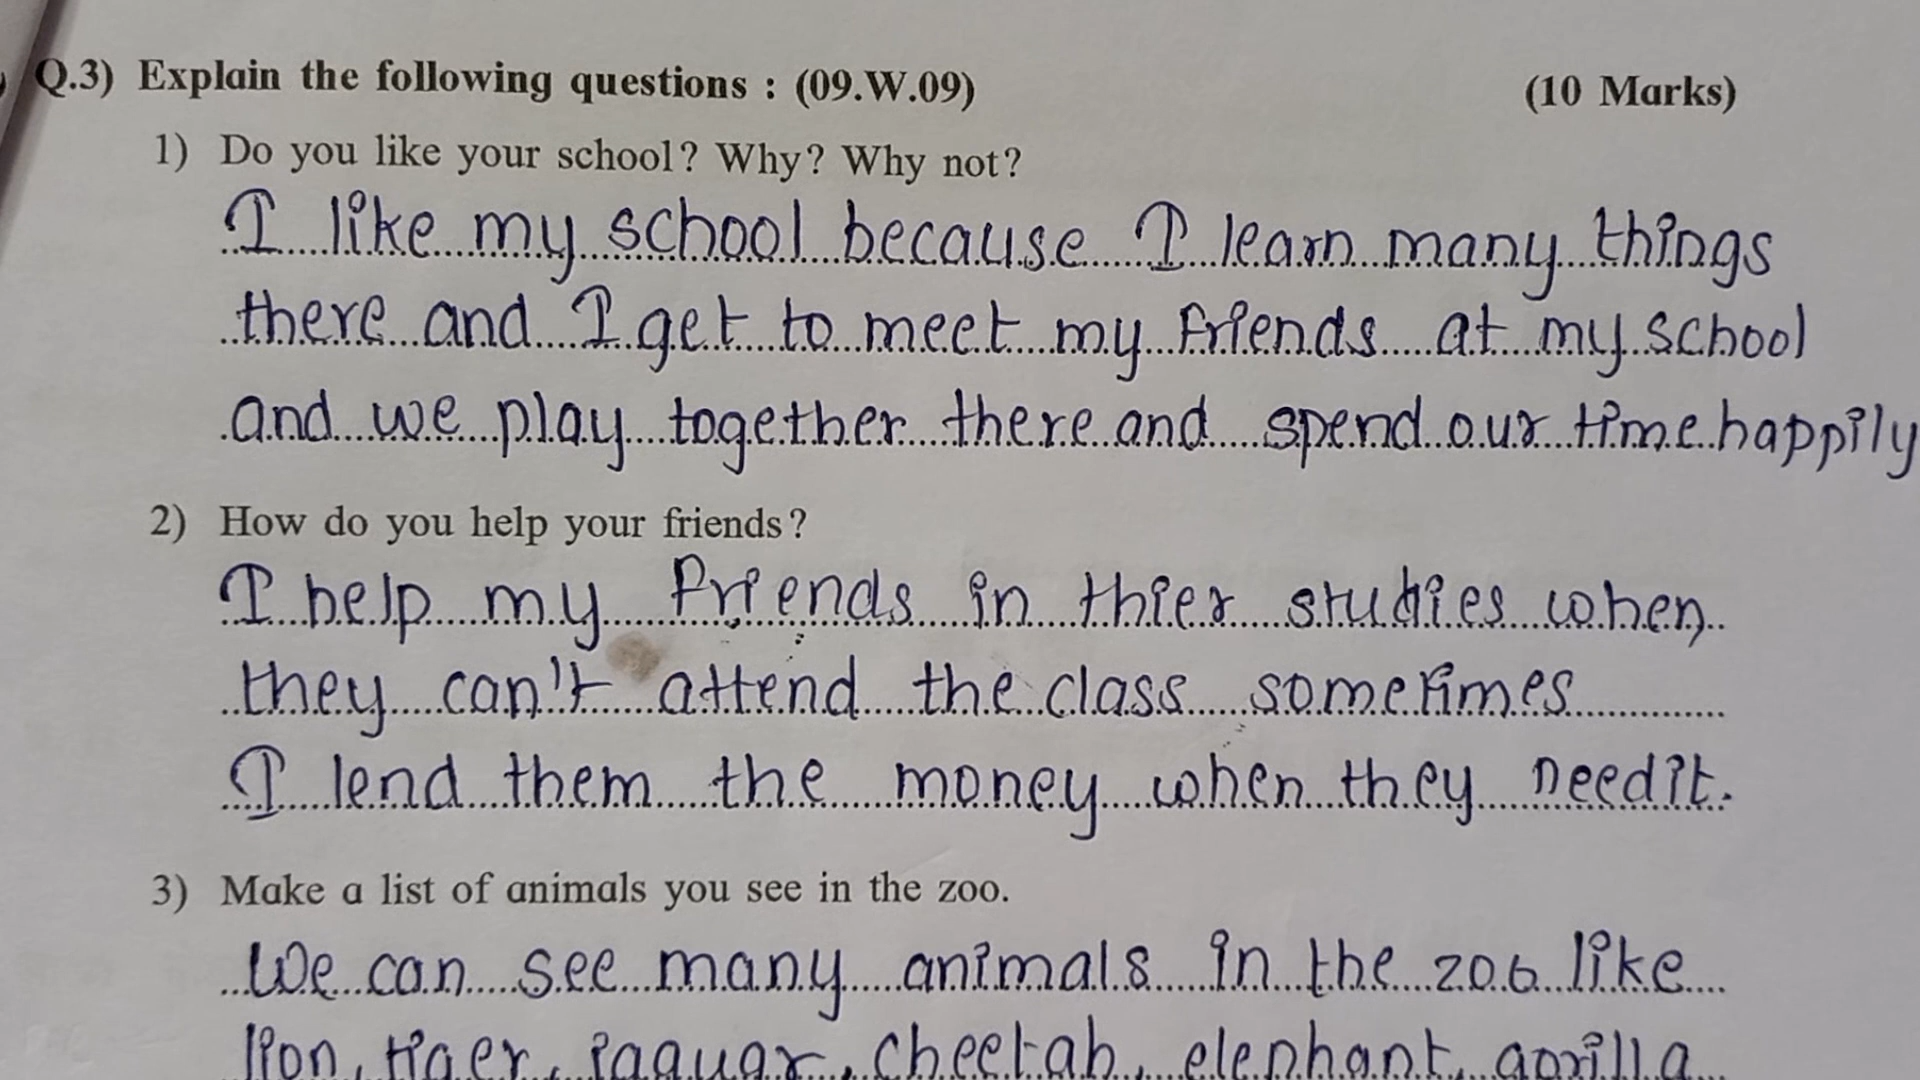 Q.3) Explain the following questions : (09.W.09) (10 Marks)
1) Do you like your school? Why? Why not?
I like my school because I learn many things
there and I get to meet my friends at my school
and we play together there and spend our time happily
2) How do you help your friends?
I help my friends in thier studies when
they can't attend the class sometimes
I lend them the money when they need it.
3) Make a list of animals you see in the zoo.
We can see many animals in the zoo like
lion, tiger, jaguar, cheetah, elephant, gorilla